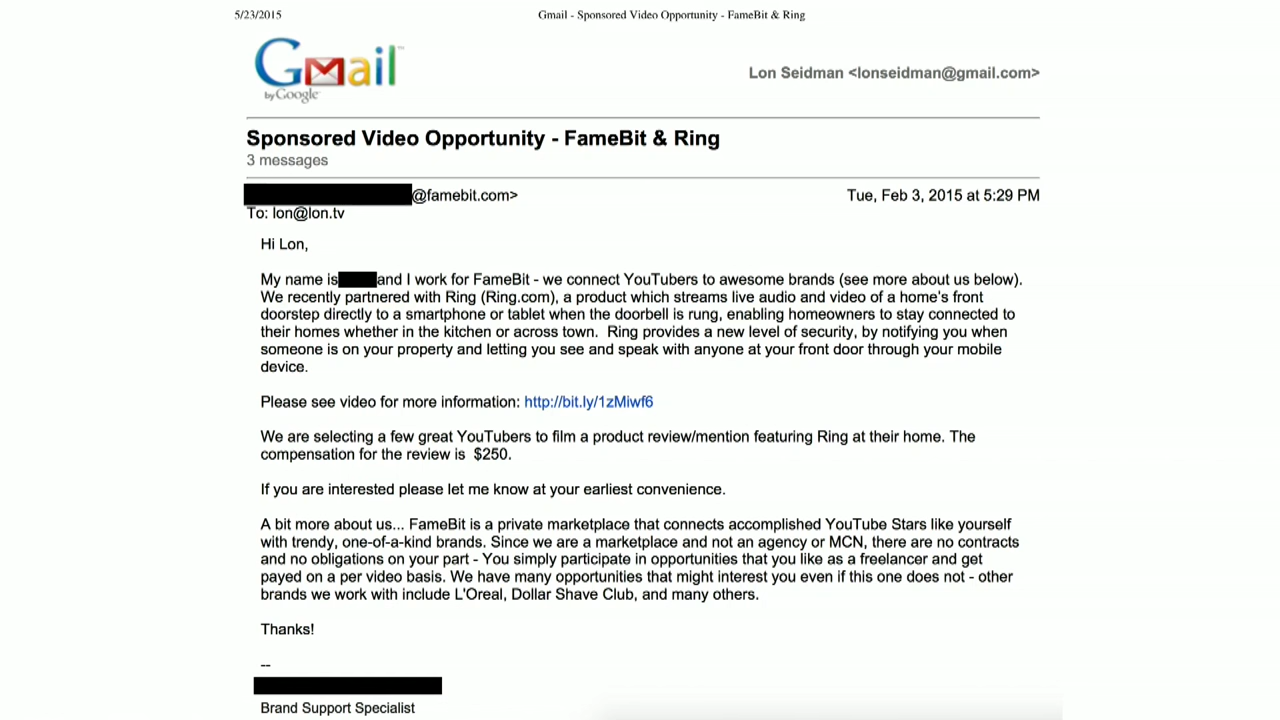 5/23/2015
Gmail - Sponsored Video Opportunity - FameBit & Ring
Gmail™
by Google
Lon Seidman <lonseidman@gmail.com>
Sponsored Video Opportunity - FameBit & Ring
3 messages
@famebit.com>
Tue, Feb 3, 2015 at 5:29 PM
To: lon@lon.tv
Hi Lon,
My name is and I work for FameBit - we connect YouTubers to awesome brands (see more about us below).
We recently partnered with Ring (Ring.com), a product which streams live audio and video of a home's front
doorstep directly to a smartphone or tablet when the doorbell is rung, enabling homeowners to stay connected to
their homes whether in the kitchen or across town. Ring provides a new level of security, by notifying you when
someone is on your property and letting you see and speak with anyone at your front door through your mobile
device.
Please see video for more information: http://bit.ly/1zMiwf6
We are selecting a few great YouTubers to film a product review/mention featuring Ring at their home. The
compensation for the review is $250.
If you are interested please let me know at your earliest convenience.
A bit more about us... FameBit is a private marketplace that connects accomplished YouTube Stars like yourself
with trendy, one-of-a-kind brands. Since we are a marketplace and not an agency or MCN, there are no contracts
and no obligations on your part - You simply participate in opportunities that you like as a freelancer and get
payed on a per video basis. We have many opportunities that might interest you even if this one does not - other
brands we work with include L'Oreal, Dollar Shave Club, and many others.
Thanks!
--
Brand Support Specialist